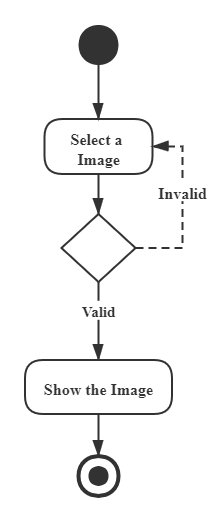 Select a
Image
Invalid
Valid
Show the Image